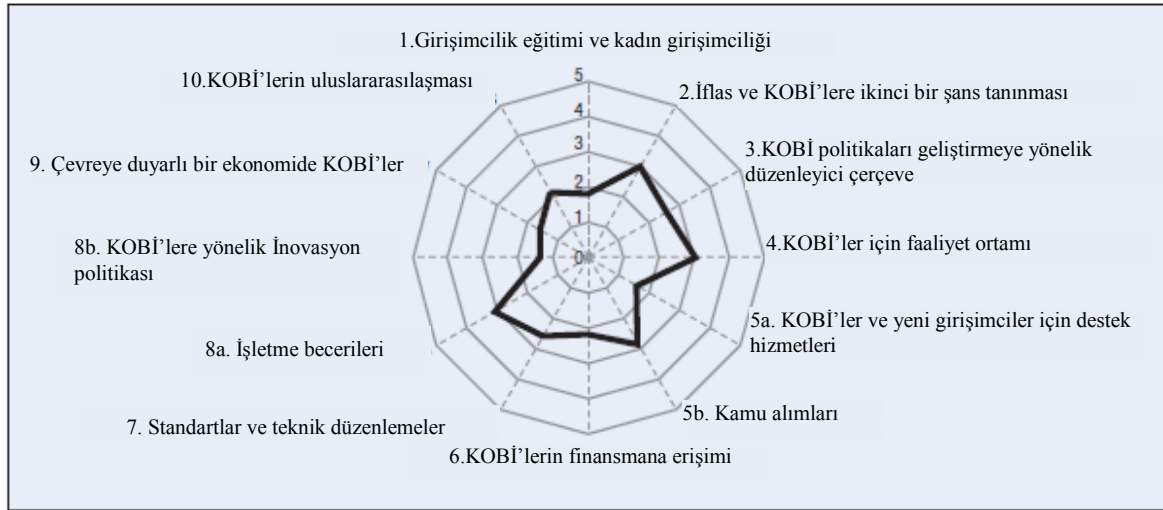 1.Girişimcilik eğitimi ve kadın girişimciliği
10.KOBİ’lerin uluslararasılaşması
2.İflas ve KOBİ’lere ikinci bir şans tanınması
9. Çevreye duyarlı bir ekonomide KOBİ’ler
3.KOBİ politikaları geliştirmeye yönelik
düzenleyici çerçeve
8b. KOBİ’lere yönelik İnovasyon
politikası
4.KOBİ’ler için faaliyet ortamı
8a. İşletme becerileri
5a. KOBİ’ler ve yeni girişimciler için destek
hizmetleri
7. Standartlar ve teknik düzenlemeler
5b. Kamu alımları
6.KOBİ’lerin finansmana erişimi
5
4
3
2
1
0